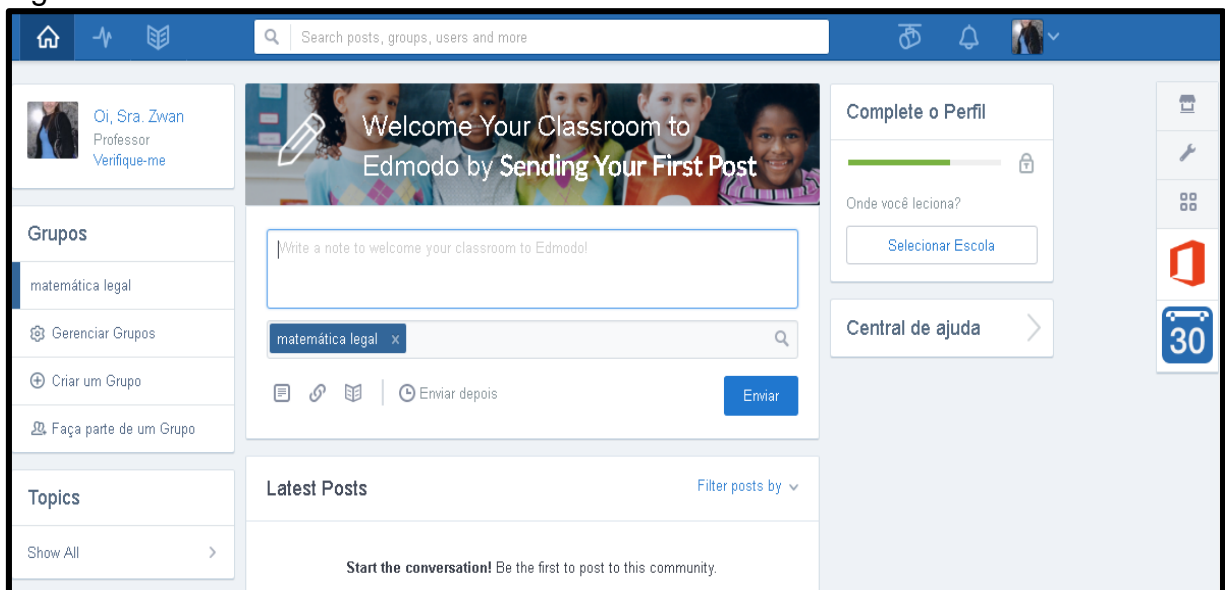 Search posts, groups, users and more
Oi, Sra. Zwan
Professor
Verifique-me
Grupos
matemática legal
Gerenciar Grupos
Criar um Grupo
Faça parte de um Grupo
Topics
Show All
Welcome Your Classroom to
Edmodo by Sending Your First Post
Write a note to welcome your classroom to Edmodo!
matemática legal x
Enviar depois
Enviar
Latest Posts
Filter posts by
Start the conversation! Be the first to post to this community.
Complete o Perfil
Onde você leciona?
Selecionar Escola
Central de ajuda
30